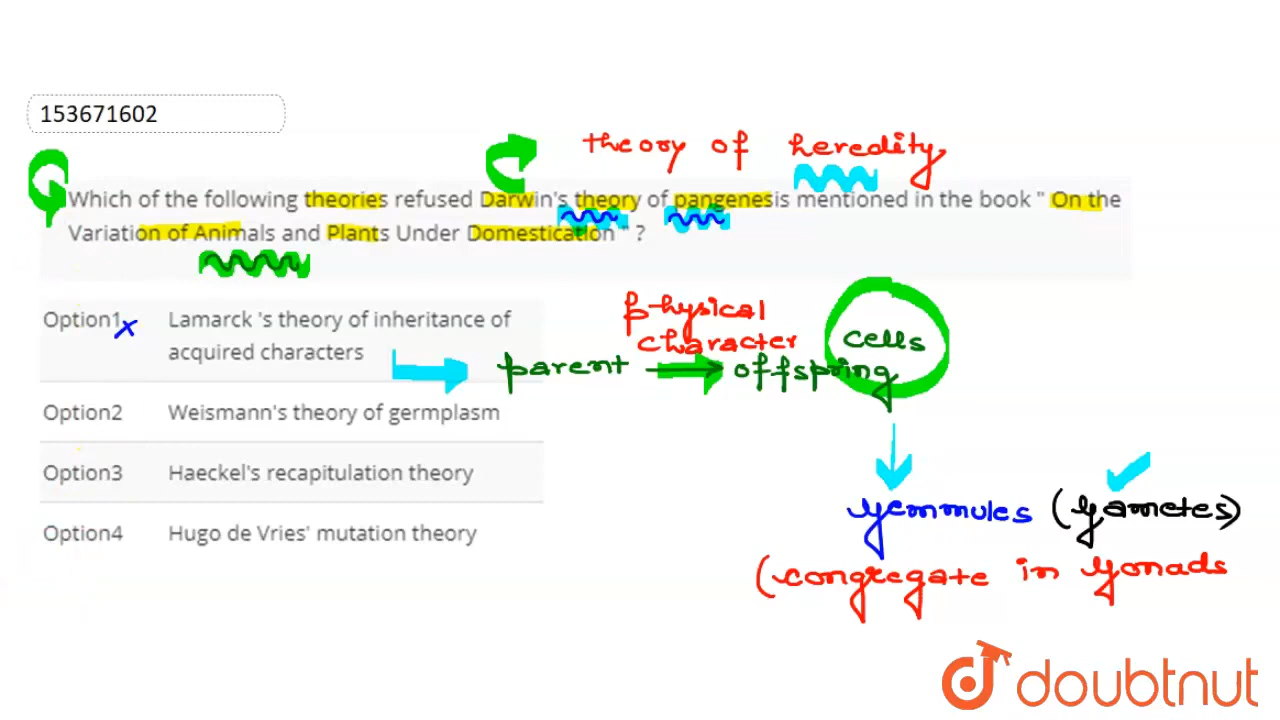 153671602
theory of heredity
Which of the following theories refused Darwin's theory of pangenesis mentioned in the book " On the
Variation of Animals and Plants Under Domestication " ?
Option1 x Lamarck 's theory of inheritance of
acquired characters
physical
character
cells
parent → offspring
Option2 Weismann's theory of germplasm
Option3 Haeckel's recapitulation theory
gemmules (gametes)
Option4 Hugo de Vries' mutation theory
(congregate in gonads
doubtnut